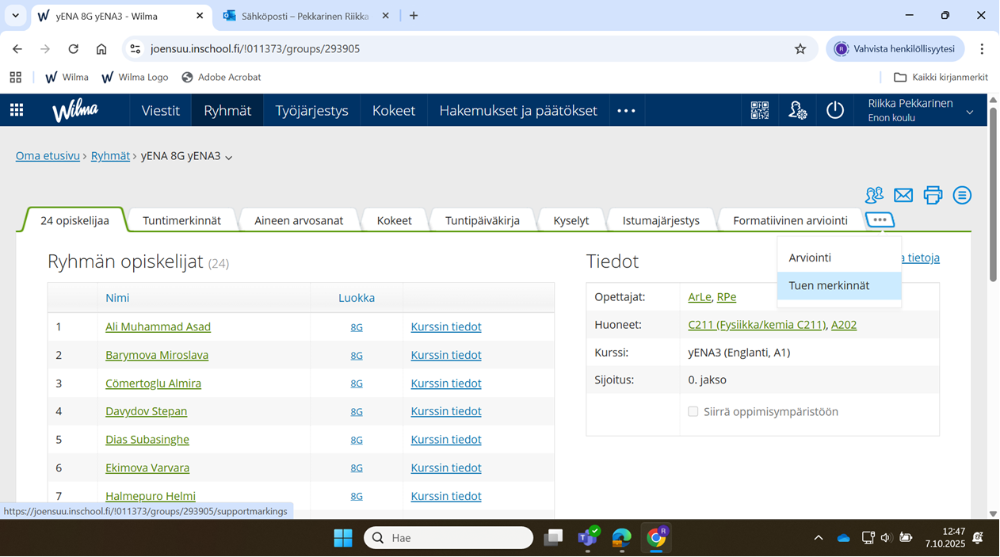 yENA 8G yENA3 - Wilma
Sähköposti – Pekkarinen Riikka
joensuu.inschool.fi/!011373/groups/293905
R Vahvista henkilöllisyytesi
Wilma Wilma Logo Adobe Acrobat Kaikki kirjanmerkit
Wilma Viestit Ryhmät Työjärjestys Kokeet Hakemukset ja päätökset
Riikka Pekkarinen
Enon koulu
Oma etusivu › Ryhmät › yENA 8G yENA3
24 opiskelijaa Tuntimerkinnät Aineen arvosanat Kokeet Tuntipäiväkirja Kyselyt Istumajärjestys Formatiivinen arviointi
Arviointi
Tuen merkinnät
Ryhmän opiskelijat (24)
Nimi Luokka
1 Ali Muhammad Asad 8G Kurssin tiedot
2 Barymova Miroslava 8G Kurssin tiedot
3 Cömertoglu Almira 8G Kurssin tiedot
4 Davydov Stepan 8G Kurssin tiedot
5 Dias Subasinghe 8G Kurssin tiedot
6 Ekimova Varvara 8G Kurssin tiedot
7 Halmepuro Helmi 8G Kurssin tiedot
Tiedot a tietoja
Opettajat: ArLe, RPe
Huoneet: C211 (Fysiikka/kemia C211), A202
Kurssi: yENA3 (Englanti, A1)
Sijoitus: 0. jakso
Siirrä oppimisympäristöön
https://joensuu.inschool.fi/!011373/groups/293905/supportmarkings
Hae
12:47
7.10.2025